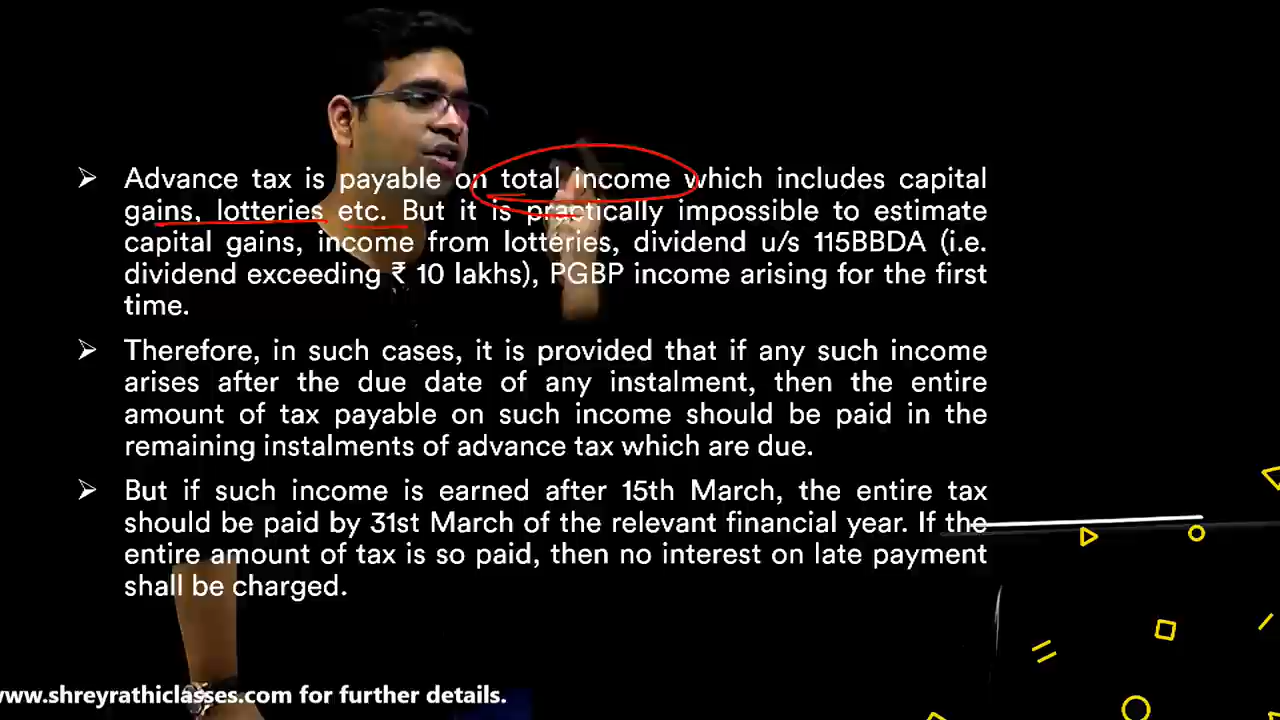 ➢ Advance tax is payable on total income which includes capital
gains, lotteries etc. But it is practically impossible to estimate
capital gains, income from lotteries, dividend u/s 115BBDA (i.e.
dividend exceeding ₹ 10 lakhs), PGBP income arising for the first
time.
➢ Therefore, in such cases, it is provided that if any such income
arises after the due date of any instalment, then the entire
amount of tax payable on such income should be paid in the
remaining instalments of advance tax which are due.
➢ But if such income is earned after 15th March, the entire tax
should be paid by 31st March of the relevant financial year. If the
entire amount of tax is so paid, then no interest on late payment
shall be charged.
www.shreyrathiclasses.com for further details.